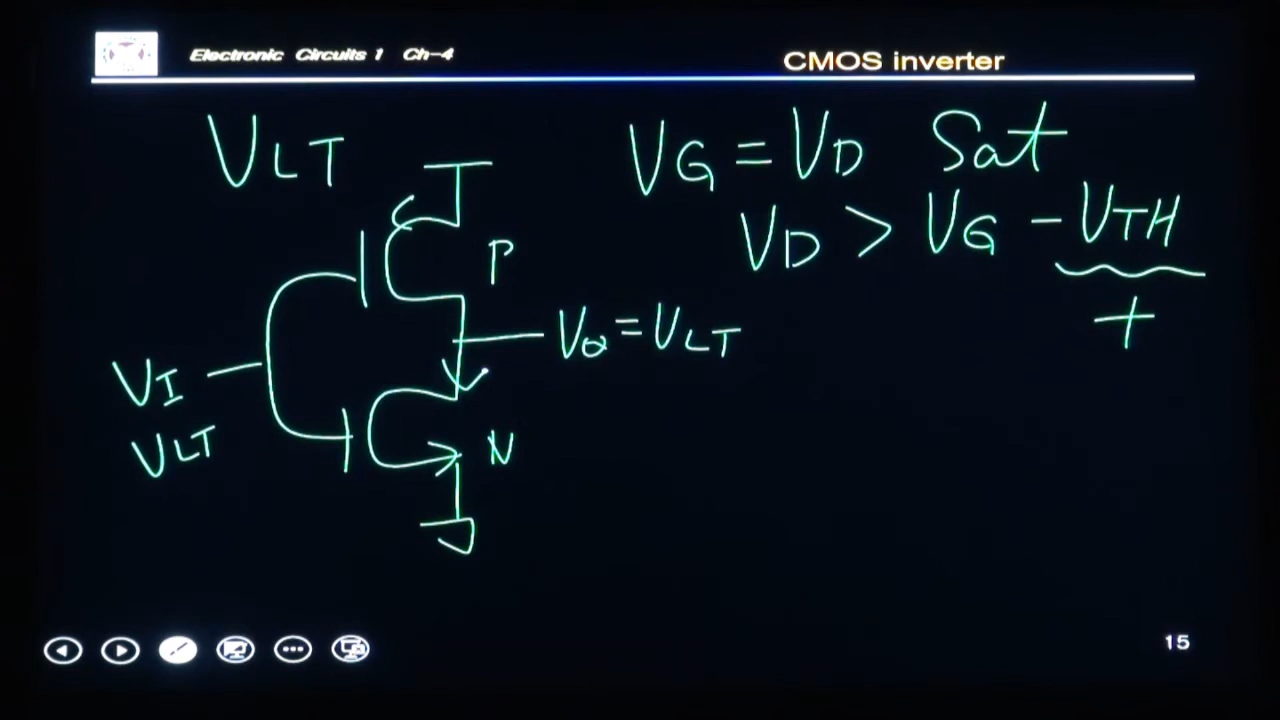 Electronic Circuits 1 Ch-4
CMOS inverter
VLT
VG = VD Sat
VD > VG - VTH
+
P
VO = VLT
VI
VLT
N
15